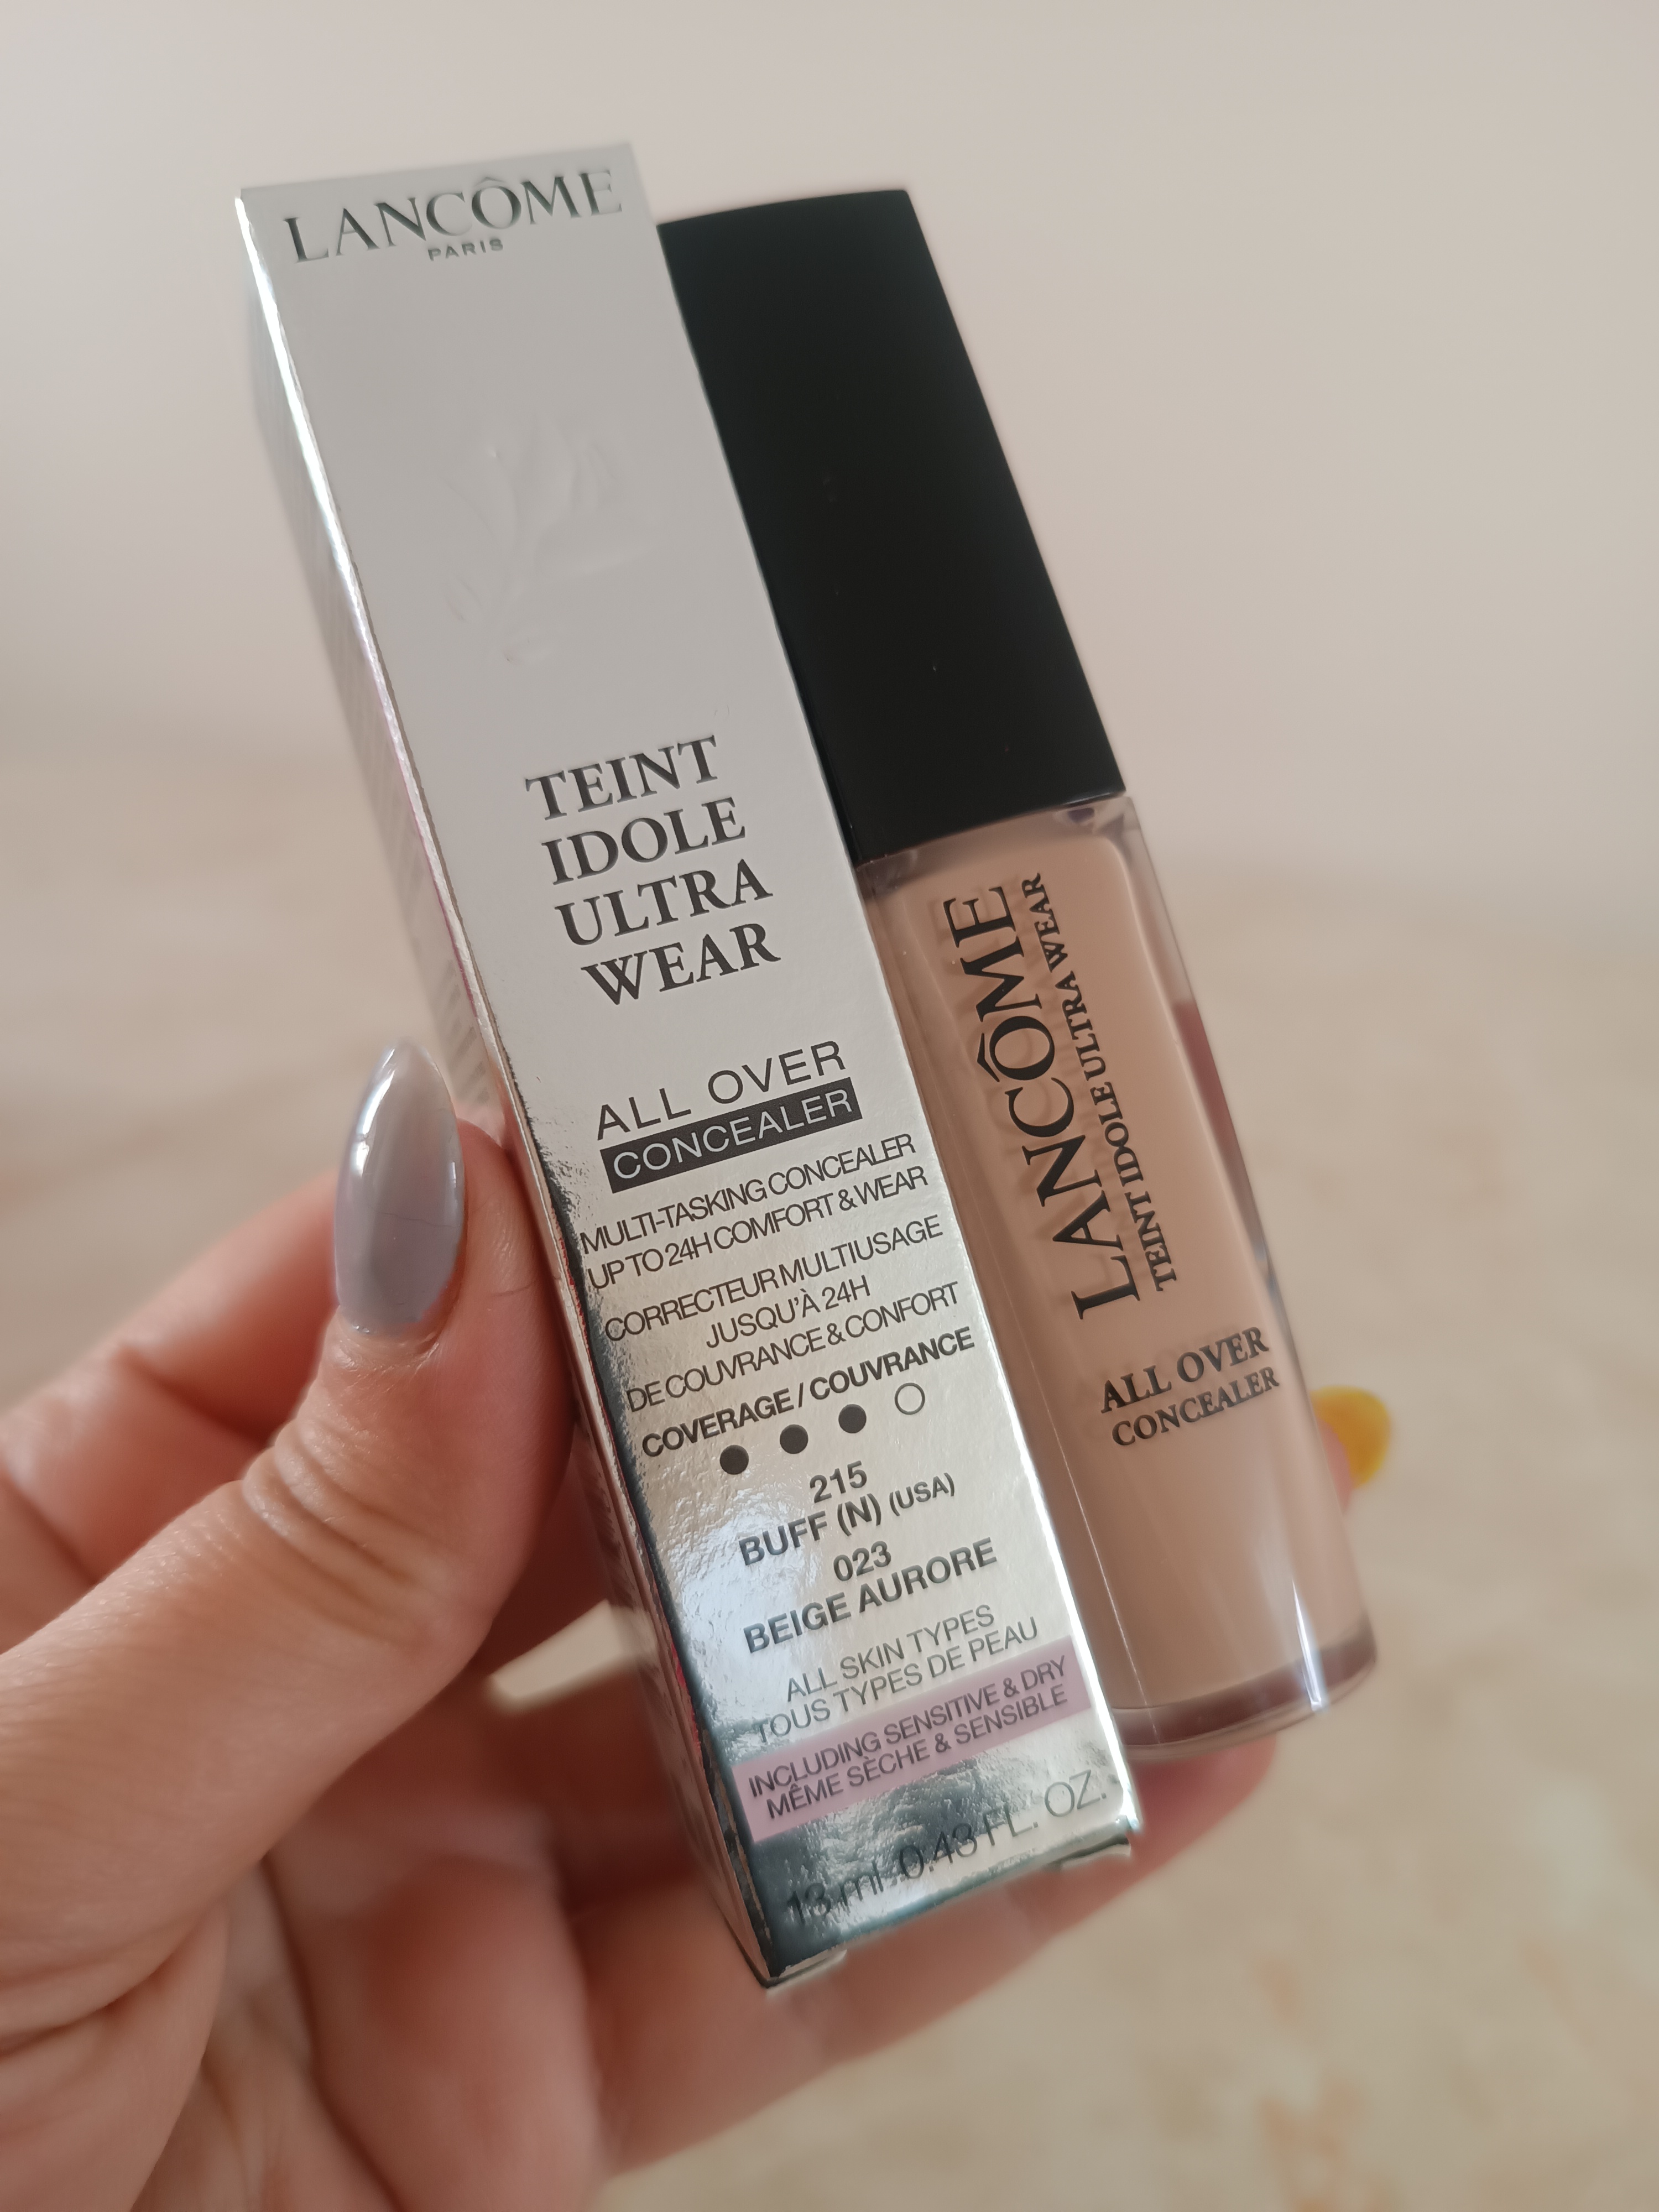 LANCÔME
PARIS
TEINT
IDOLE
ULTRA
WEAR
ALL OVER
CONCEALER
MULTI-TASKING CONCEALER
UP TO 24H COMFORT & WEAR
CORRECTEUR MULTIUSAGE
JUSQU'À 24H
DE COUVRANCE & CONFORT
COVERAGE / COUVRANCE
215
BUFF (N) (USA)
023
BEIGE AURORE
ALL SKIN TYPES
TOUS TYPES DE PEAU
INCLUDING SENSITIVE & DRY
MÊME SÈCHE & SENSIBLE
13 ml 0.43 FL. OZ.
LANCÔME
TEINT IDOLE ULTRA WEAR
ALL OVER
CONCEALER